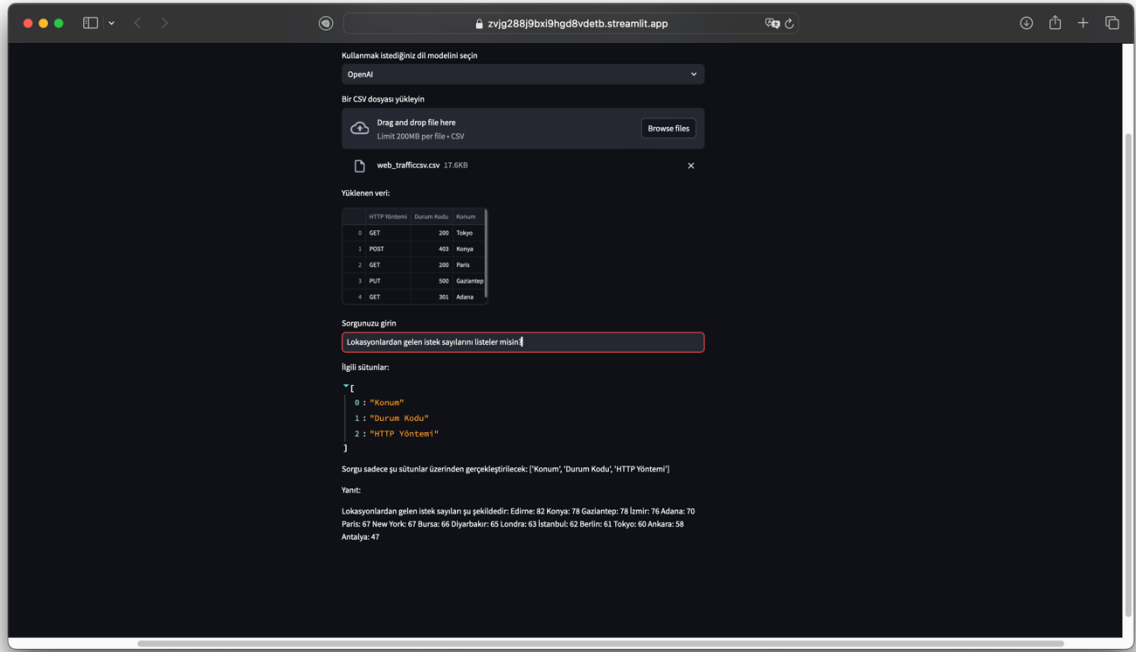 zvjg288j9bxi9hgd8vdetb.streamlit.app
Kullanmak istediğiniz dil modelini seçin
OpenAI
Bir CSV dosyası yükleyin
Drag and drop file here
Limit 200MB per file • CSV
Browse files
web_trafficcsv.csv 17.6KB
Yüklenen veri:
HTTP Yöntemi Durum Kodu Konum
0 GET 200 Tokyo
1 POST 403 Konya
2 GET 200 Paris
3 PUT 500 Gaziantep
4 GET 301 Adana
Sorgunuzu girin
Lokasyonlardan gelen istek sayılarını listeler misin?
İlgili sütunlar:
[
0 : "Konum"
1 : "Durum Kodu"
2 : "HTTP Yöntemi"
]
Sorgu sadece şu sütunlar üzerinden gerçekleştirilecek: ['Konum', 'Durum Kodu', 'HTTP Yöntemi']
Yanıt:
Lokasyonlardan gelen istek sayıları şu şekildedir: Edirne: 82 Konya: 78 Gaziantep: 78 İzmir: 76 Adana: 70
Paris: 67 New York: 67 Bursa: 66 Diyarbakır: 65 Londra: 63 İstanbul: 62 Berlin: 61 Tokyo: 60 Ankara: 58
Antalya: 47